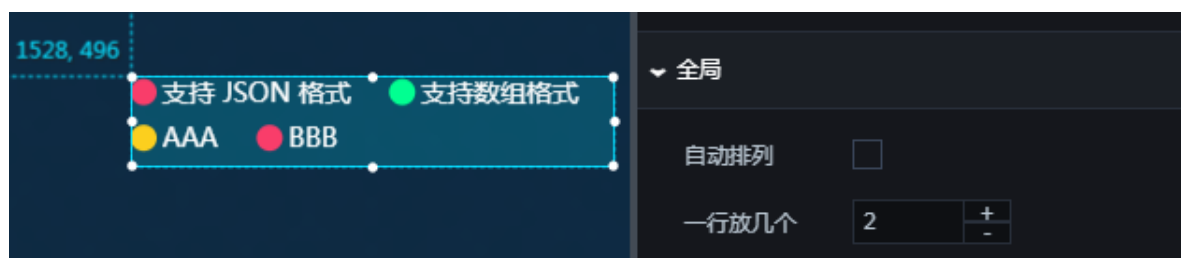 1528, 496
支持 JSON 格式 支持数组格式
AAA BBB
全局
自动排列
一行放几个 2 + -